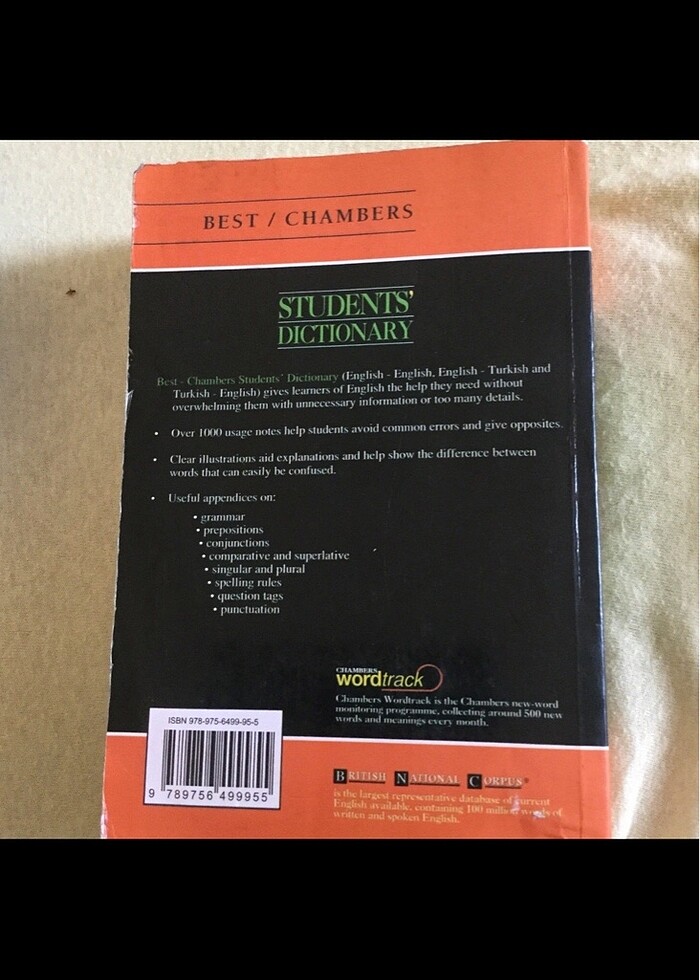 BEST / CHAMBERS
STUDENTS'
DICTIONARY
Best - Chambers Students' Dictionary (English - English, English - Turkish and
Turkish - English) gives learners of English the help they need without
overwhelming them with unnecessary information or too many details.
• Over 1000 usage notes help students avoid common errors and give opposites.
• Clear illustrations aid explanations and help show the difference between
words that can easily be confused.
• Useful appendices on:
• grammar
• prepositions
• conjunctions
• comparative and superlative
• singular and plural
• spelling rules
• question tags
• punctuation
CHAMBERS
wordtrack
Chambers Wordtrack is the Chambers new-word
monitoring programme, collecting around 500 new
words and meanings every month.
ISBN 978-975-6499-95-5
9 789756 499955
BRITISH NATIONAL CORPUS
is the largest representative database of current
English available, containing 100 million words of
written and spoken English.